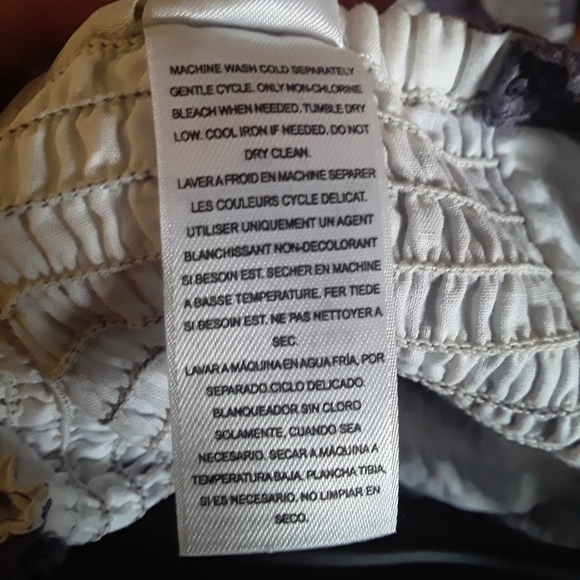 MACHINE WASH COLD SEPARATELY
GENTLE CYCLE. ONLY NON-CHLORINE
BLEACH WHEN NEEDED. TUMBLE DRY
LOW. COOL IRON IF NEEDED. DO NOT
DRY CLEAN.
LAVER A FROID EN MACHINE SEPARER
LES COULEURS CYCLE DELICAT.
UTILISER UNIQUEMENT UN AGENT
BLANCHISSANT NON-DECOLORANT
SI BESOIN EST. SECHER EN MACHINE
A BASSE TEMPERATURE. FER TIEDE
SI BESOIN EST. NE PAS NETTOYER A
SEC.
LAVAR A MÁQUINA EN AGUA FRÍA, POR
SEPARADO.CICLO DELICADO.
BLANQUEADOR SIN CLORO
SOLAMENTE, CUANDO SEA
NECESARIO. SECAR A MÁQUINA A
TEMPERATURA BAJA. PLANCHA TIBIA,
SI ES NECESARIO. NO LIMPIAR EN
SECO.